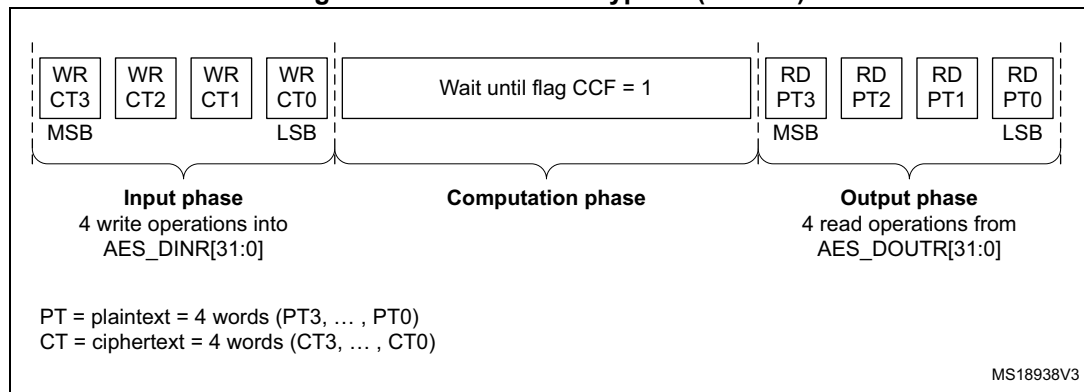 WR CT3 WR CT2 WR CT1 WR CT0 Wait until flag CCF = 1 RD PT3 RD PT2 RD PT1 RD PT0
MSB LSB MSB LSB
Input phase Computation phase Output phase
4 write operations into 4 read operations from
AES_DINR[31:0] AES_DOUTR[31:0]
PT = plaintext = 4 words (PT3, … , PT0)
CT = ciphertext = 4 words (CT3, … , CT0)
MS18938V3